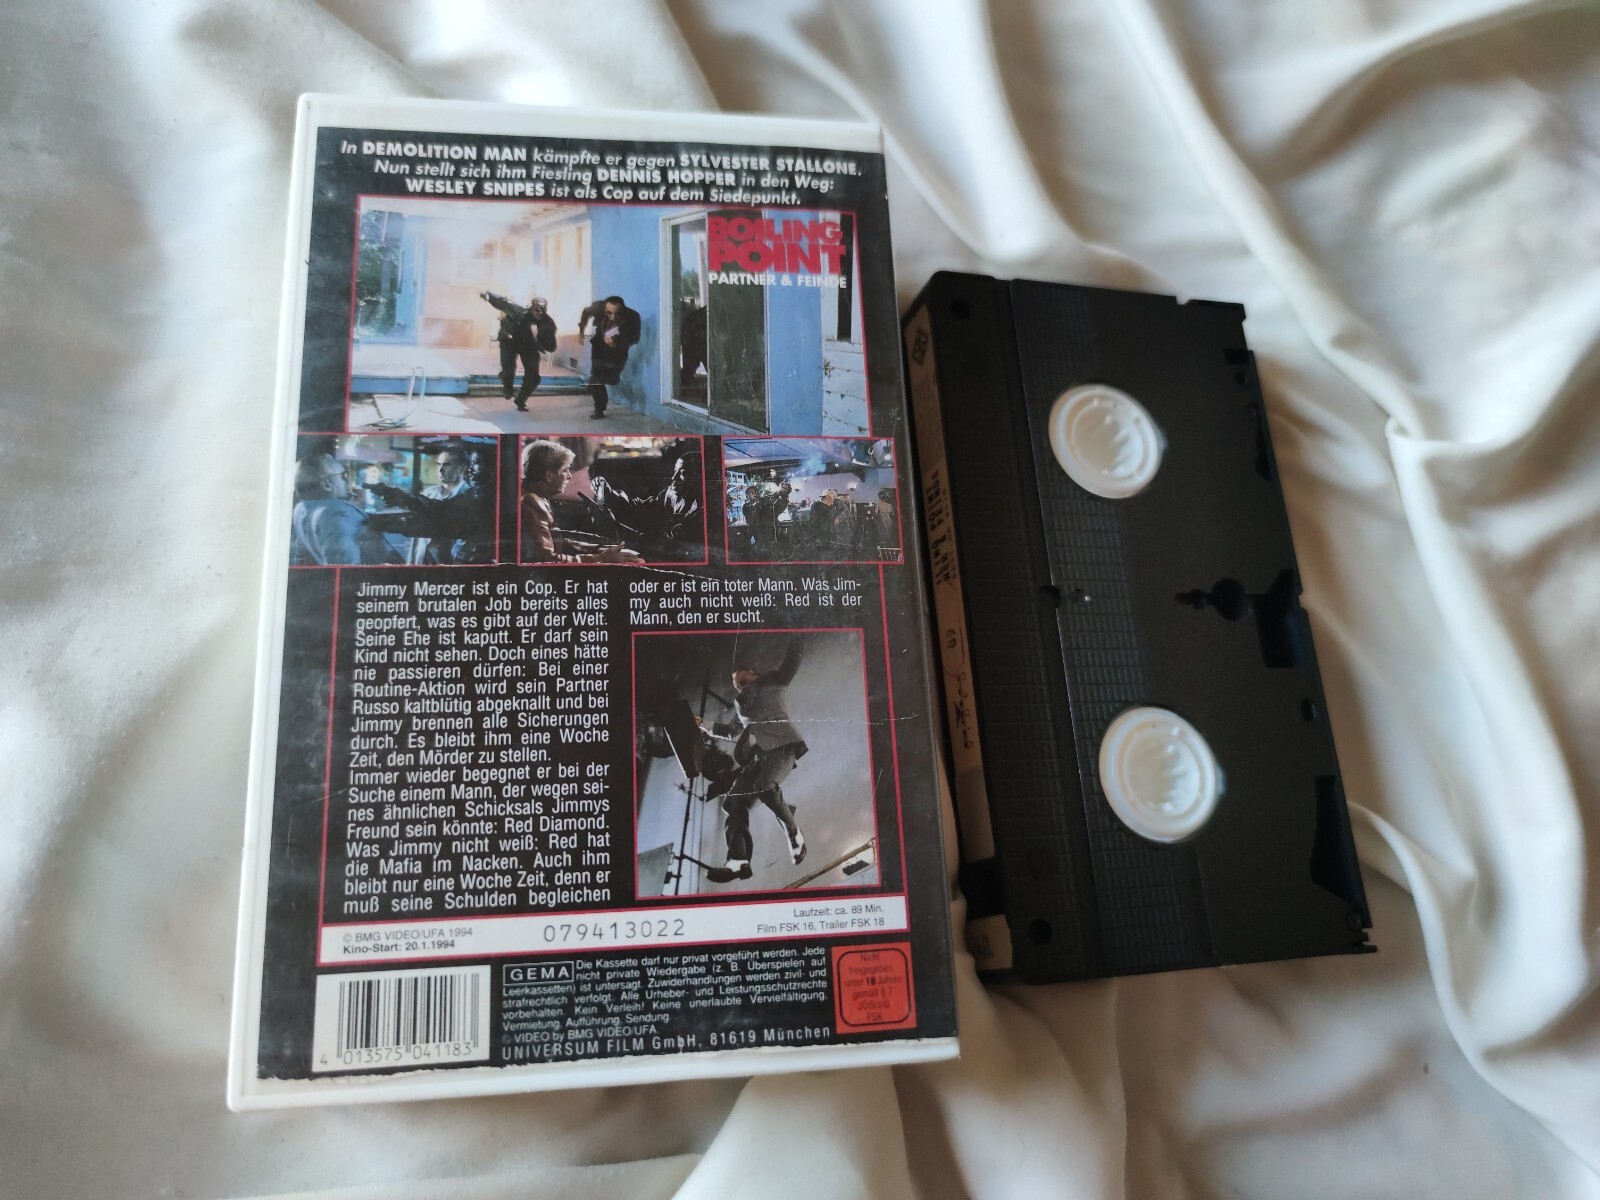 In DEMOLITION MAN kämpfte er gegen SYLVESTER STALLONE.
Nun stellt sich ihm Fiesling DENNIS HOPPER in den Weg:
WESLEY SNIPES ist als Cop auf dem Siedepunkt.
BOILING
POINT
PARTNER & FEINDE
Jimmy Mercer ist ein Cop. Er hat
seinem brutalen Job bereits alles
geopfert, was es gibt auf der Welt.
Seine Ehe ist kaputt. Er darf sein
Kind nicht sehen. Doch eines hätte
nie passieren dürfen: Bei einer
Routine-Aktion wird sein Partner
Russo kaltblütig abgeknallt und bei
Jimmy brennen alle Sicherungen
durch. Es bleibt ihm eine Woche
Zeit, den Mörder zu stellen.
Immer wieder begegnet er bei der
Suche einem Mann, der wegen sei-
nes ähnlichen Schicksals Jimmys
Freund sein könnte: Red Diamond.
Was Jimmy nicht weiß: Red hat
die Mafia im Nacken. Auch ihm
bleibt nur eine Woche Zeit, denn er
muß seine Schulden begleichen
oder er ist ein toter Mann. Was Jim-
my auch nicht weiß: Red ist der
Mann, den er sucht.
© BMG VIDEO/UFA 1994
Kino-Start: 20.1.1994
079413022
Laufzeit: ca. 89 Min.
Film FSK 16, Trailer FSK 18
GEMA
Die Kassette darf nur privat vorgeführt werden. Jede
nicht private Wiedergabe (z. B. Überspielen auf
Leerkassetten) ist untersagt. Zuwiderhandlungen werden zivil- und
strafrechtlich verfolgt. Alle Urheber- und Leistungsschutzrechte
vorbehalten. Kein Verleih! Keine unerlaubte Vervielfältigung,
Vermietung, Aufführung, Sendung.
© VIDEO by BMG VIDEO/UFA.
UNIVERSUM FILM GmbH, 81619 München
Nicht
freigegeben
unter 18 Jahren
gemäß § 7
JÖSchG
FSK
4 013575 041183